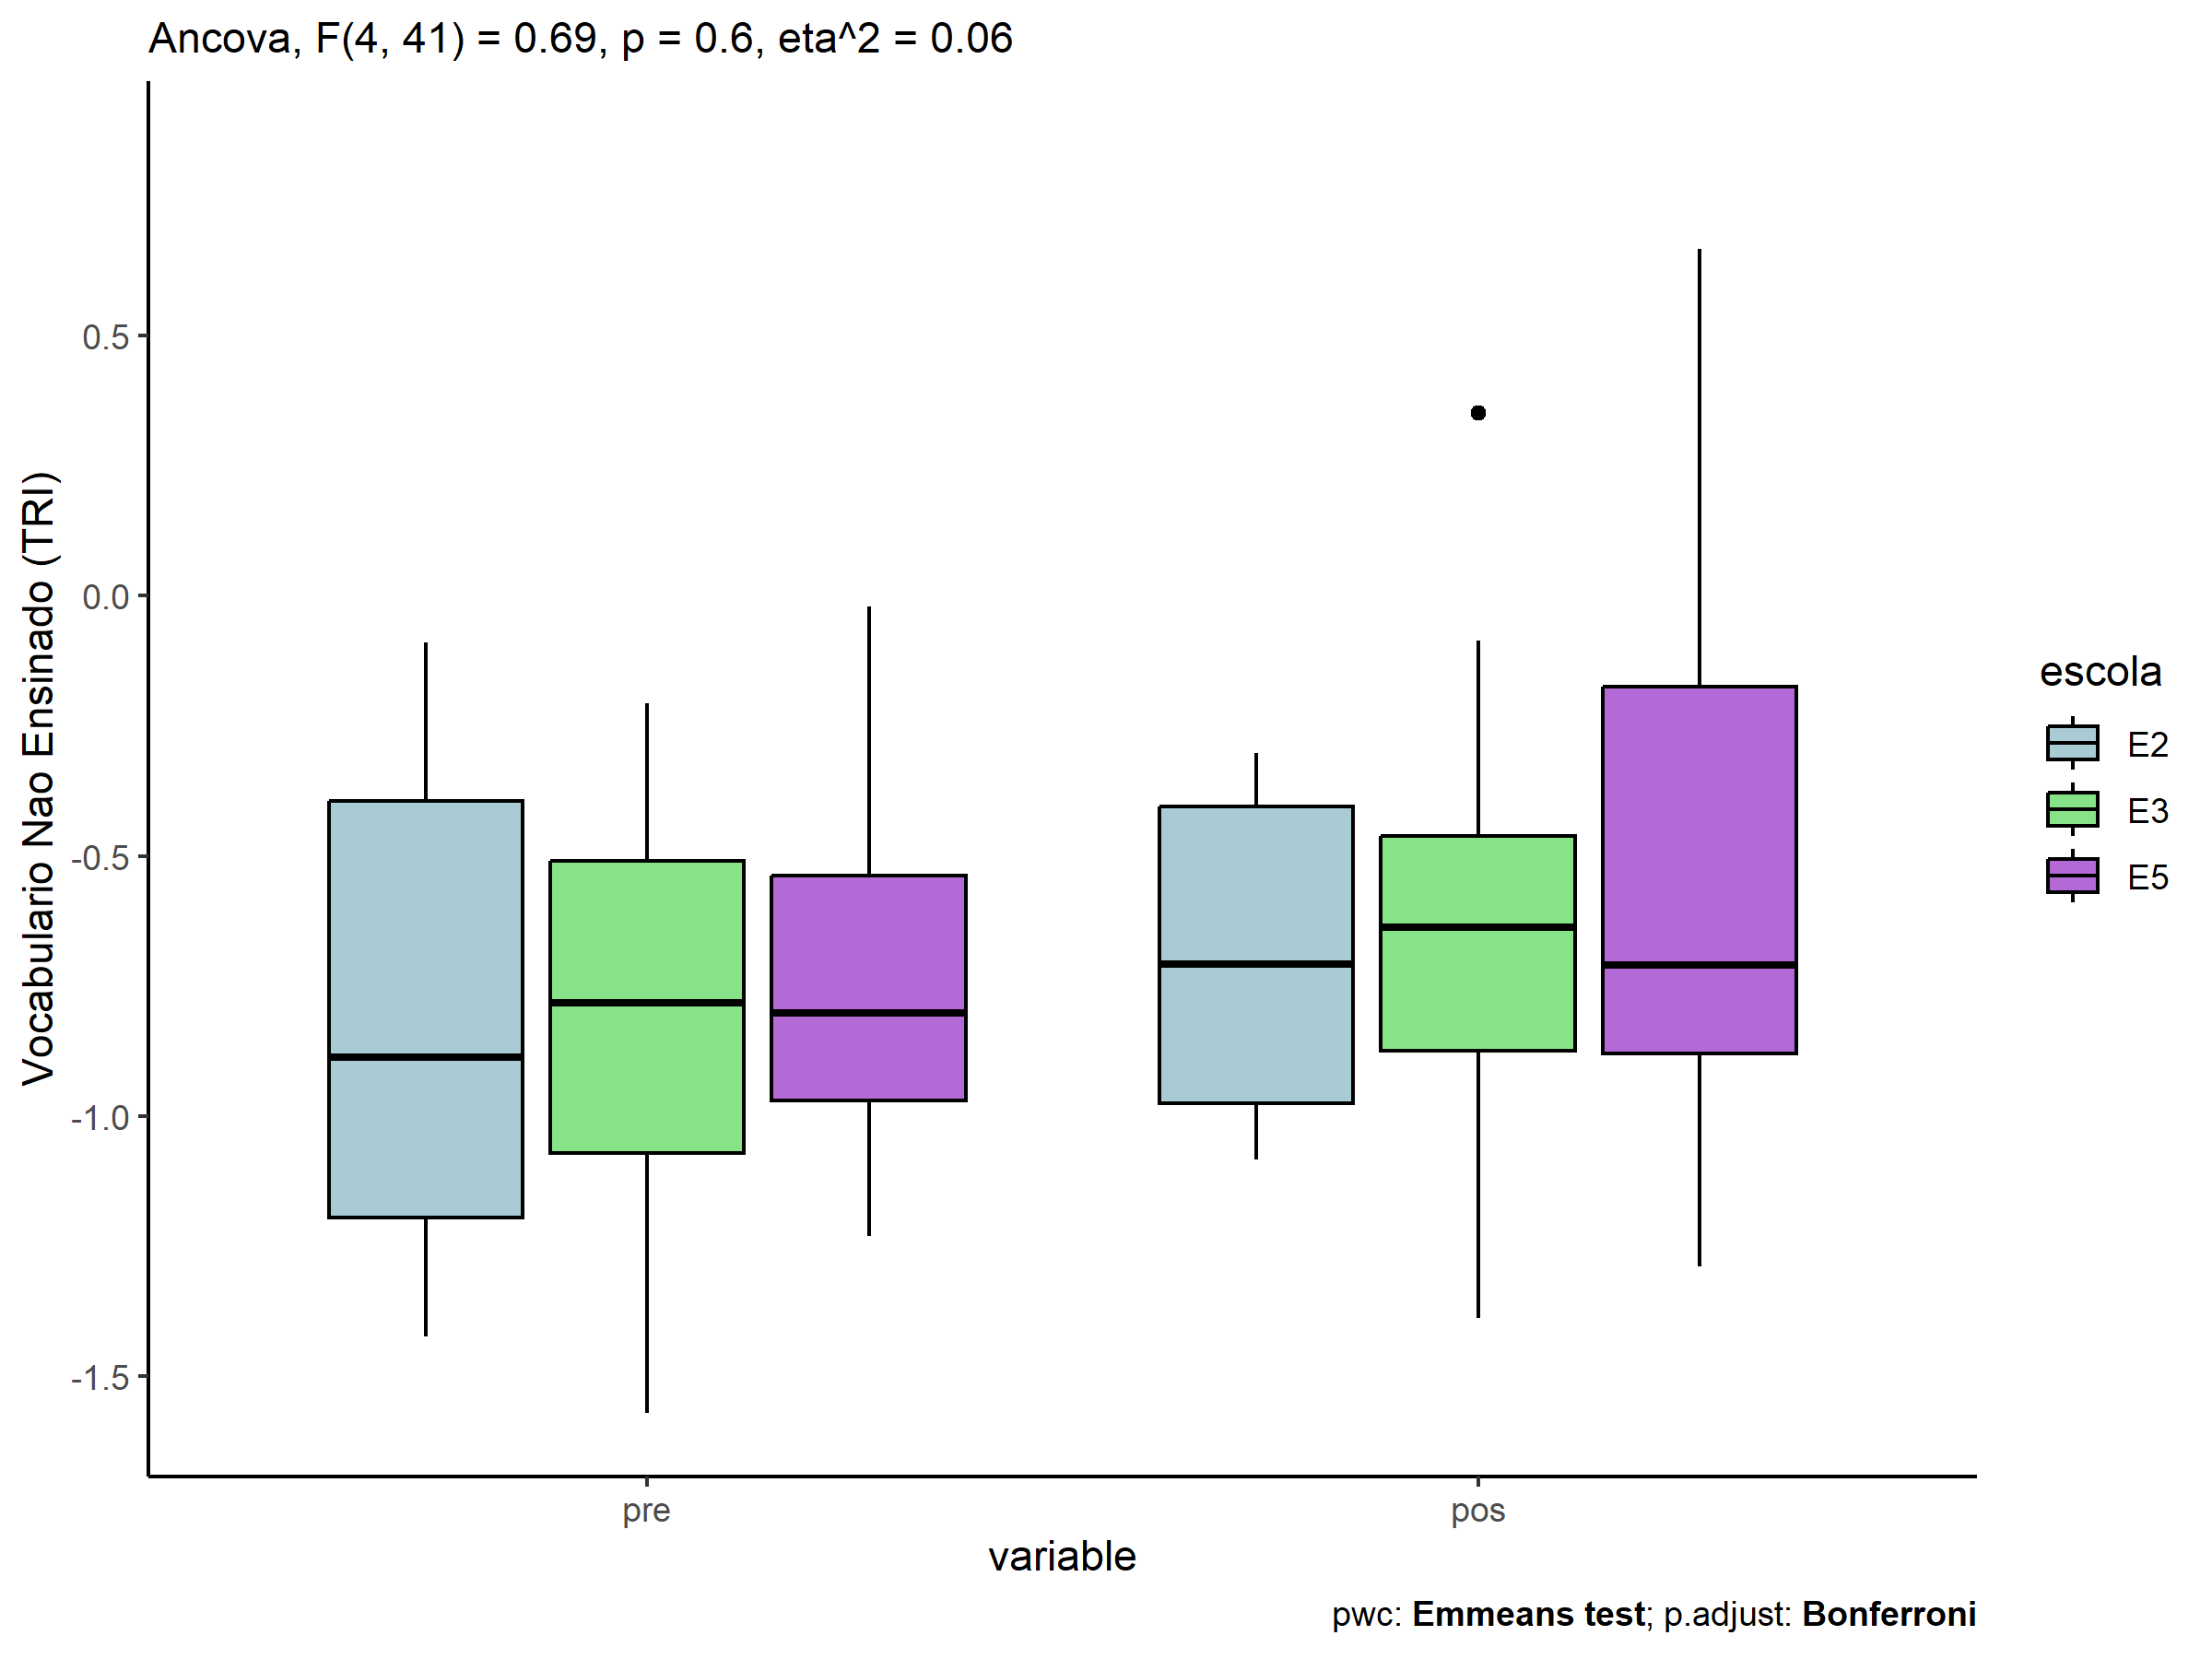 Ancova, F(4, 41) = 0.69, p = 0.6, eta^2 = 0.06
Vocabulario Nao Ensinado (TRI)
0.5
0.0
-0.5
-1.0
-1.5
pre
pos
variable
escola
E2
E3
E5
pwc: Emmeans test; p.adjust: Bonferroni